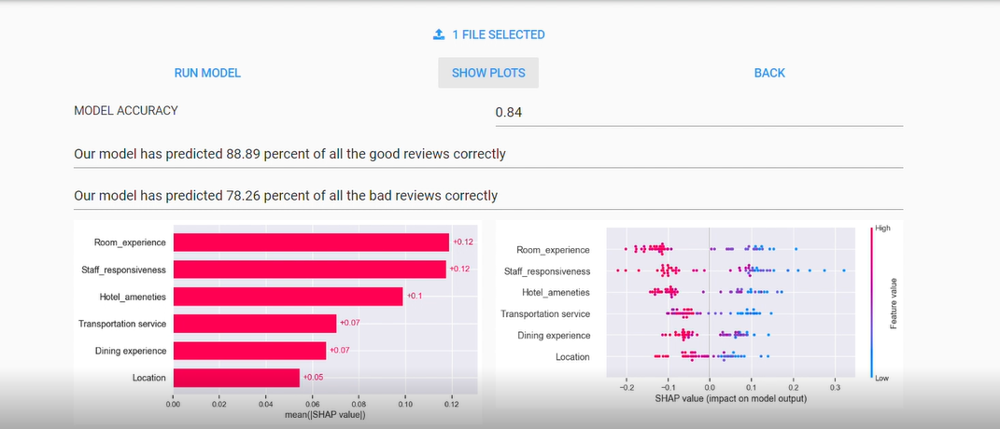 1 FILE SELECTED
RUN MODEL
SHOW PLOTS
BACK
MODEL ACCURACY
0.84
Our model has predicted 88.89 percent of all the good reviews correctly
Our model has predicted 78.26 percent of all the bad reviews correctly
Room_experience
+0.12
Staff_responsiveness
+0.12
Hotel_ameneties
+0.1
Transportation service
+0.07
Dining experience
+0.07
Location
+0.05
0.00 0.02 0.04 0.06 0.08 0.10 0.12
mean(|SHAP value|)
Room_experience
Staff_responsiveness
Hotel_ameneties
Transportation service
Dining experience
Location
−0.2 −0.1 0.0 0.1 0.2 0.3
SHAP value (impact on model output)
High
Feature value
Low